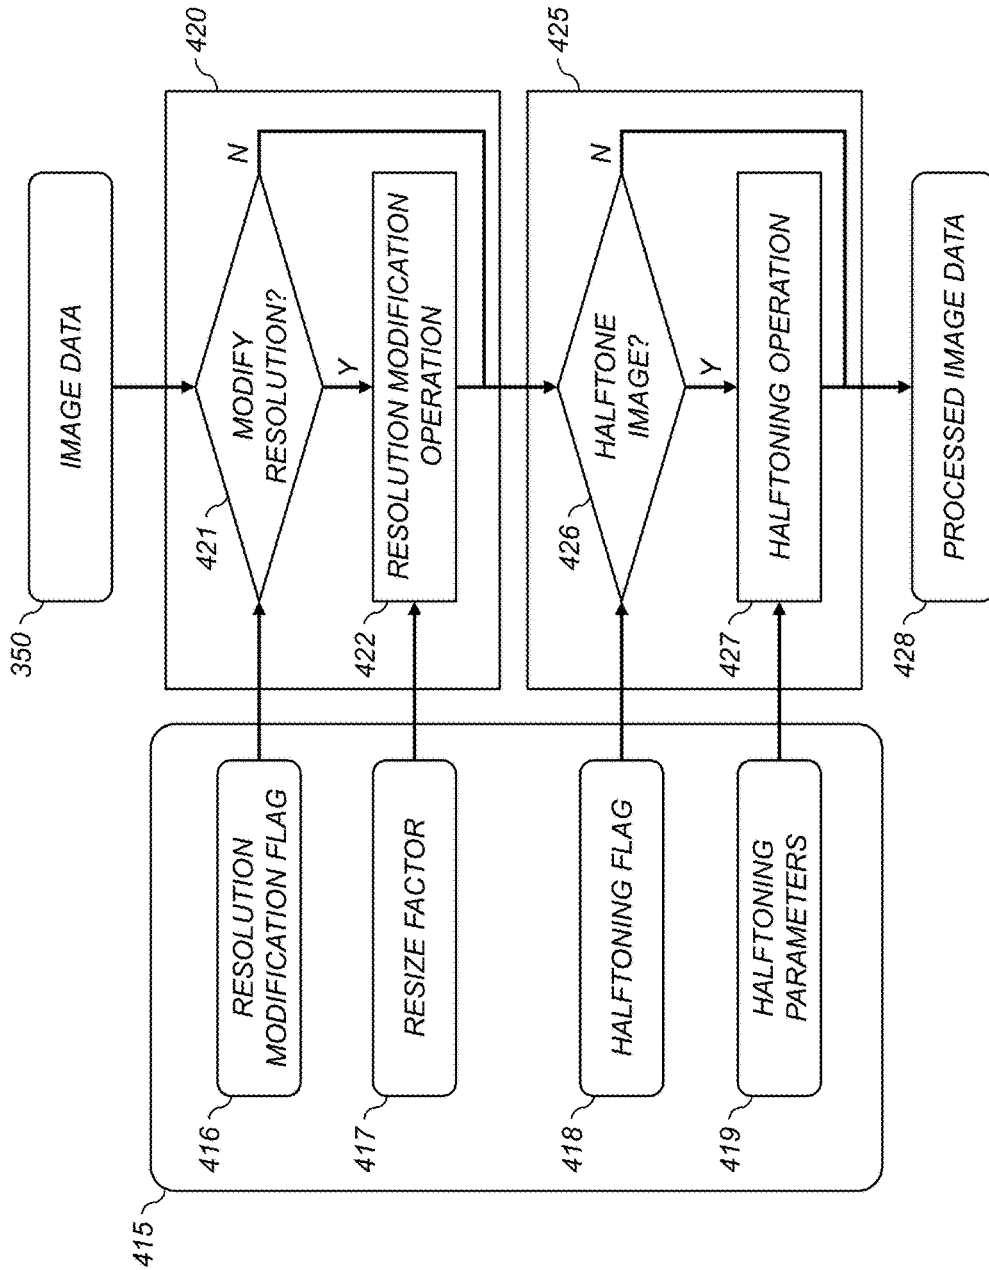 350
IMAGE DATA
420
421
MODIFY
RESOLUTION?
N
Y
422
RESOLUTION MODIFICATION
OPERATION
425
426
HALFTONE
IMAGE?
N
Y
427
HALFTONING OPERATION
428
PROCESSED IMAGE DATA
415
416
RESOLUTION
MODIFICATION FLAG
417
RESIZE FACTOR
418
HALFTONING FLAG
419
HALFTONING
PARAMETERS